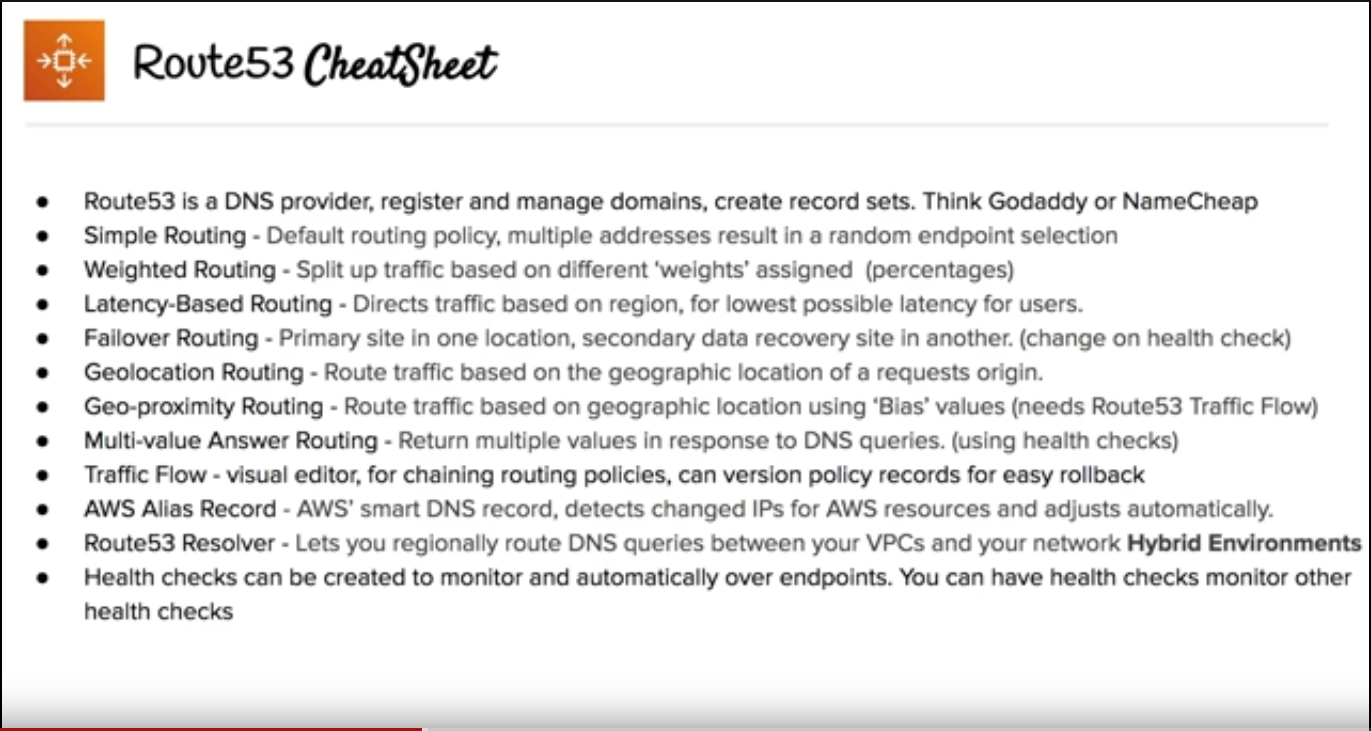 Route53 CheatSheet
● Route53 is a DNS provider, register and manage domains, create record sets. Think Godaddy or NameCheap
● Simple Routing - Default routing policy, multiple addresses result in a random endpoint selection
● Weighted Routing - Split up traffic based on different ‘weights’ assigned (percentages)
● Latency-Based Routing - Directs traffic based on region, for lowest possible latency for users.
● Failover Routing - Primary site in one location, secondary data recovery site in another. (change on health check)
● Geolocation Routing - Route traffic based on the geographic location of a requests origin.
● Geo-proximity Routing - Route traffic based on geographic location using ‘Bias’ values (needs Route53 Traffic Flow)
● Multi-value Answer Routing - Return multiple values in response to DNS queries. (using health checks)
● Traffic Flow - visual editor, for chaining routing policies, can version policy records for easy rollback
● AWS Alias Record - AWS’ smart DNS record, detects changed IPs for AWS resources and adjusts automatically.
● Route53 Resolver - Lets you regionally route DNS queries between your VPCs and your network Hybrid Environments
● Health checks can be created to monitor and automatically over endpoints. You can have health checks monitor other
health checks